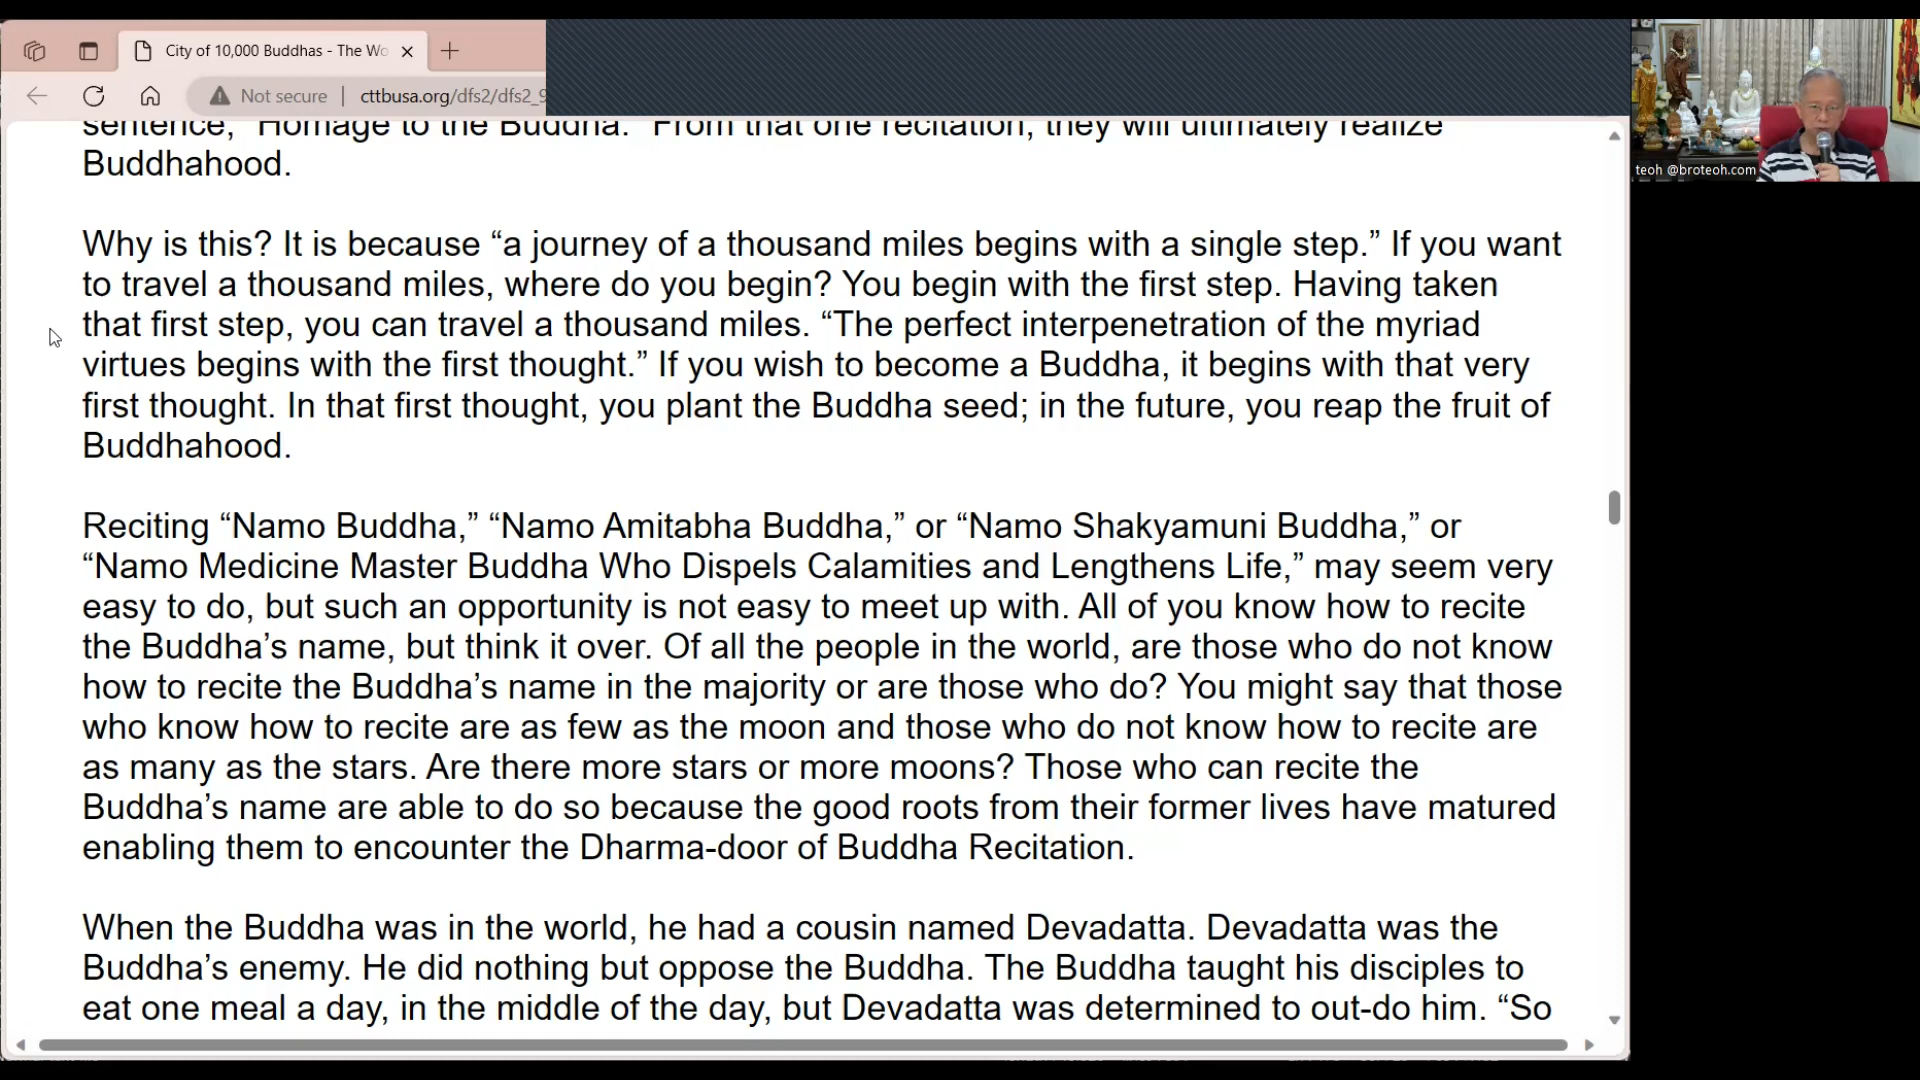 City of 10,000 Buddhas - The Wo
Not secure | cttbusa.org/dfs2/dfs2_9
teoh @broteoh.com
sentence, “Homage to the Buddha.” From that one recitation, they will ultimately realize
Buddhahood.
Why is this? It is because “a journey of a thousand miles begins with a single step.” If you want
to travel a thousand miles, where do you begin? You begin with the first step. Having taken
that first step, you can travel a thousand miles. “The perfect interpenetration of the myriad
virtues begins with the first thought.” If you wish to become a Buddha, it begins with that very
first thought. In that first thought, you plant the Buddha seed; in the future, you reap the fruit of
Buddhahood.
Reciting “Namo Buddha,” “Namo Amitabha Buddha,” or “Namo Shakyamuni Buddha,” or
“Namo Medicine Master Buddha Who Dispels Calamities and Lengthens Life,” may seem very
easy to do, but such an opportunity is not easy to meet up with. All of you know how to recite
the Buddha’s name, but think it over. Of all the people in the world, are those who do not know
how to recite the Buddha’s name in the majority or are those who do? You might say that those
who know how to recite are as few as the moon and those who do not know how to recite are
as many as the stars. Are there more stars or more moons? Those who can recite the
Buddha’s name are able to do so because the good roots from their former lives have matured
enabling them to encounter the Dharma-door of Buddha Recitation.
When the Buddha was in the world, he had a cousin named Devadatta. Devadatta was the
Buddha’s enemy. He did nothing but oppose the Buddha. The Buddha taught his disciples to
eat one meal a day, in the middle of the day, but Devadatta was determined to out-do him. “So